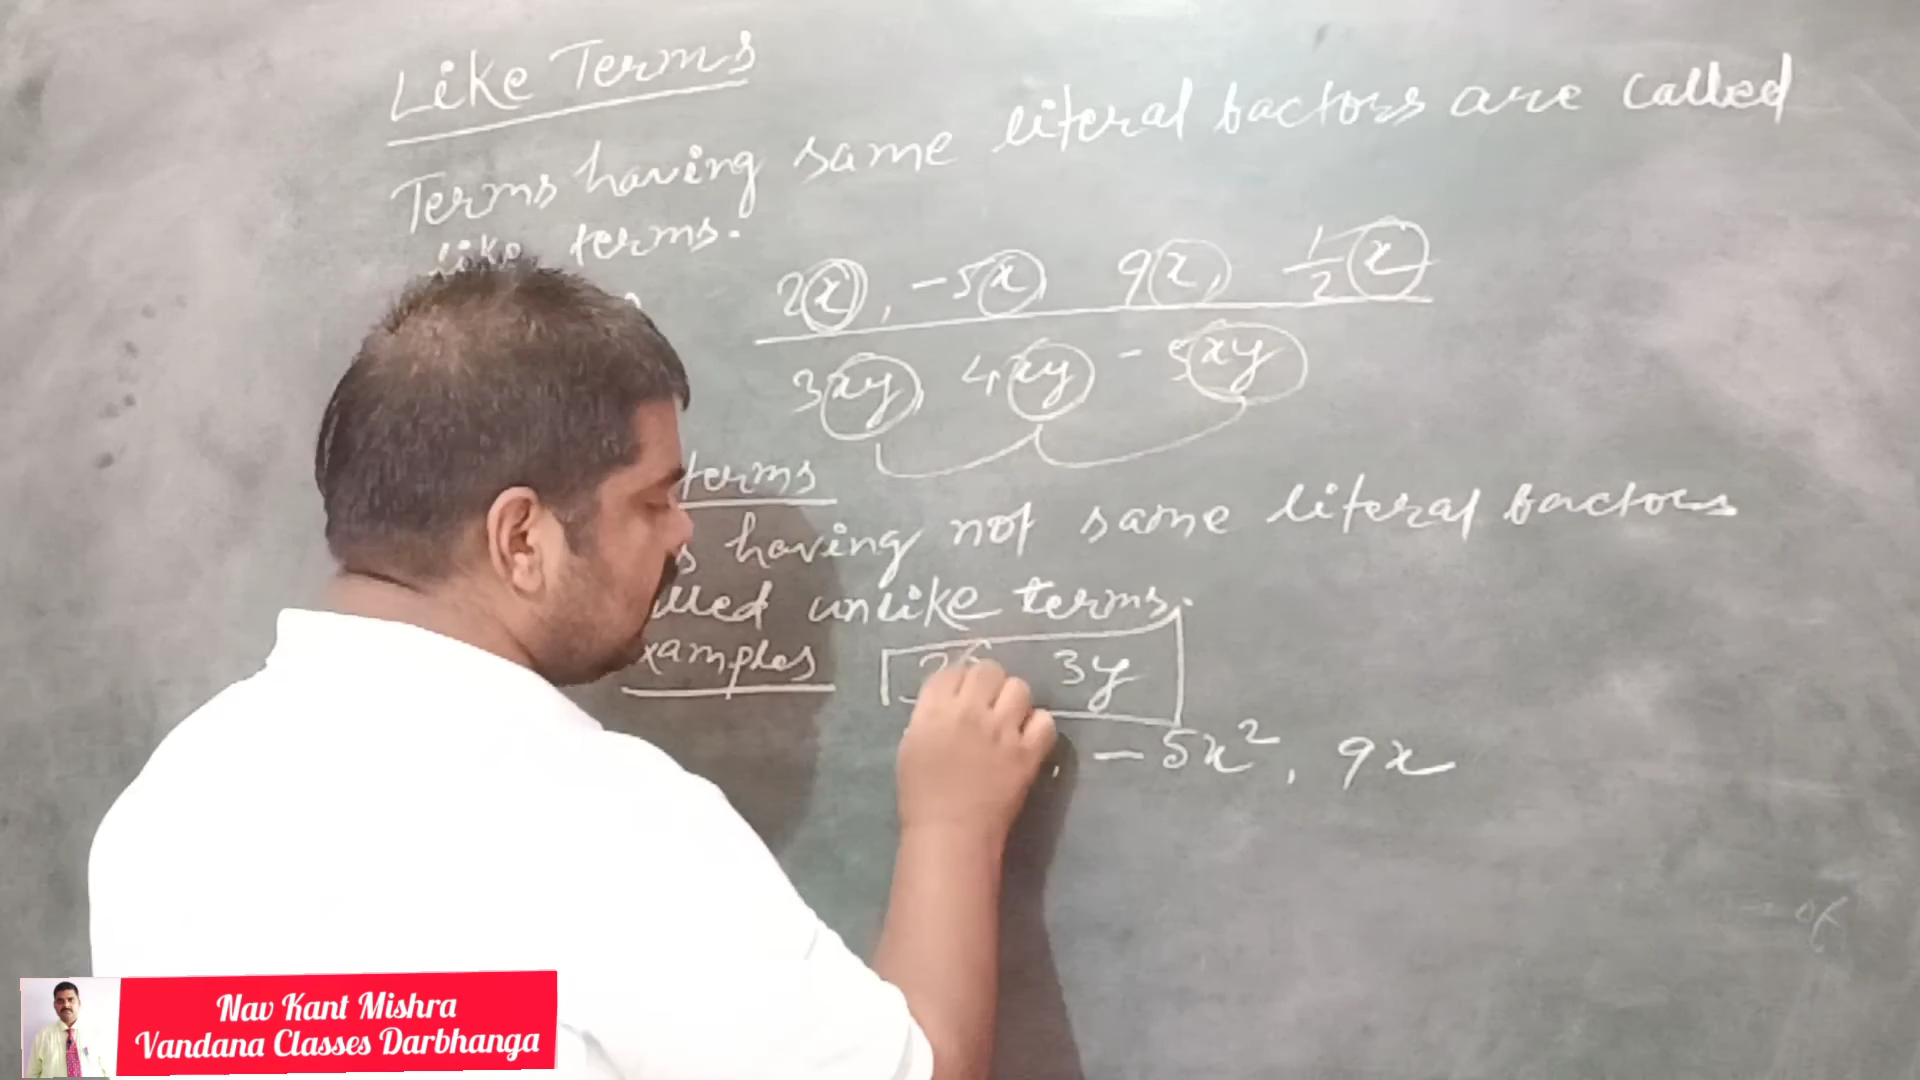 Like Terms
Terms having same literal factors are called
like terms.
2x, -5x 9x, 1/2 x
3xy, 4xy - 5xy
terms
s having not same literal factors
lled unlike terms.
xamples 3y
, -5x², 9x
Nav Kant Mishra
Vandana Classes Darbhanga